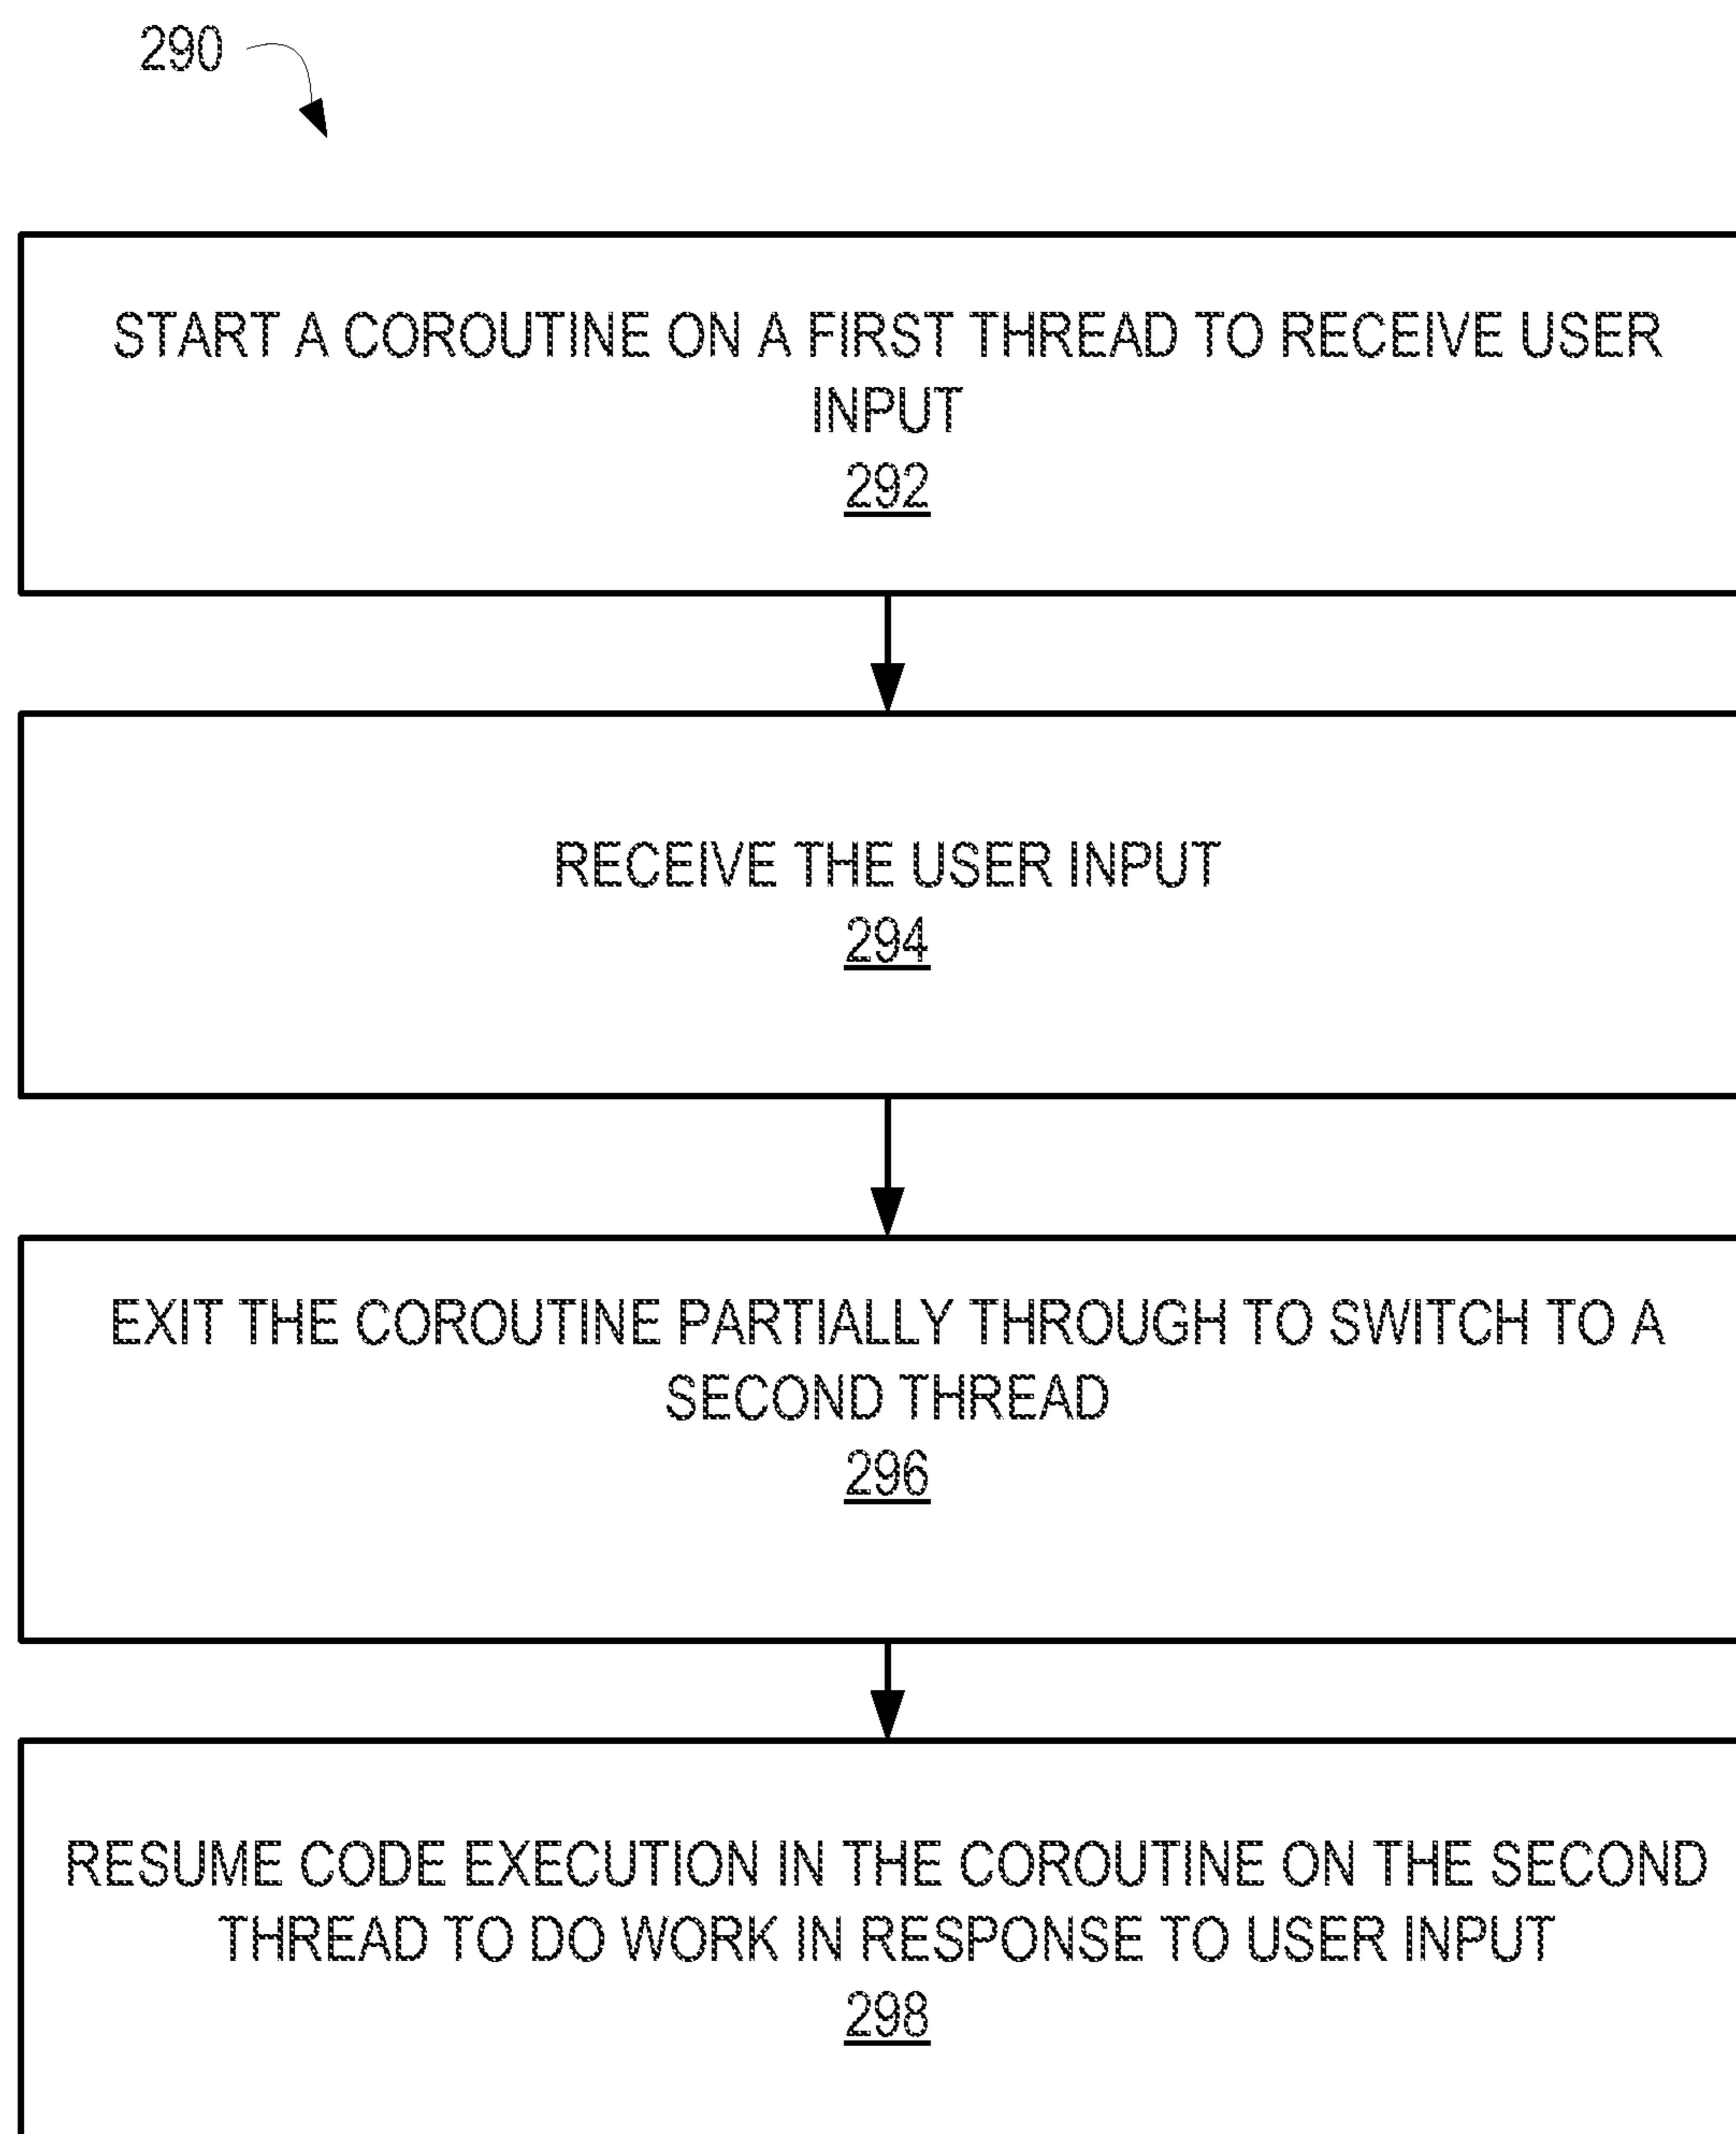 290
START A COROUTINE ON A FIRST THREAD TO RECEIVE USER
INPUT
292
RECEIVE THE USER INPUT
294
EXIT THE COROUTINE PARTIALLY THROUGH TO SWITCH TO A
SECOND THREAD
296
RESUME CODE EXECUTION IN THE COROUTINE ON THE SECOND
THREAD TO DO WORK IN RESPONSE TO USER INPUT
298